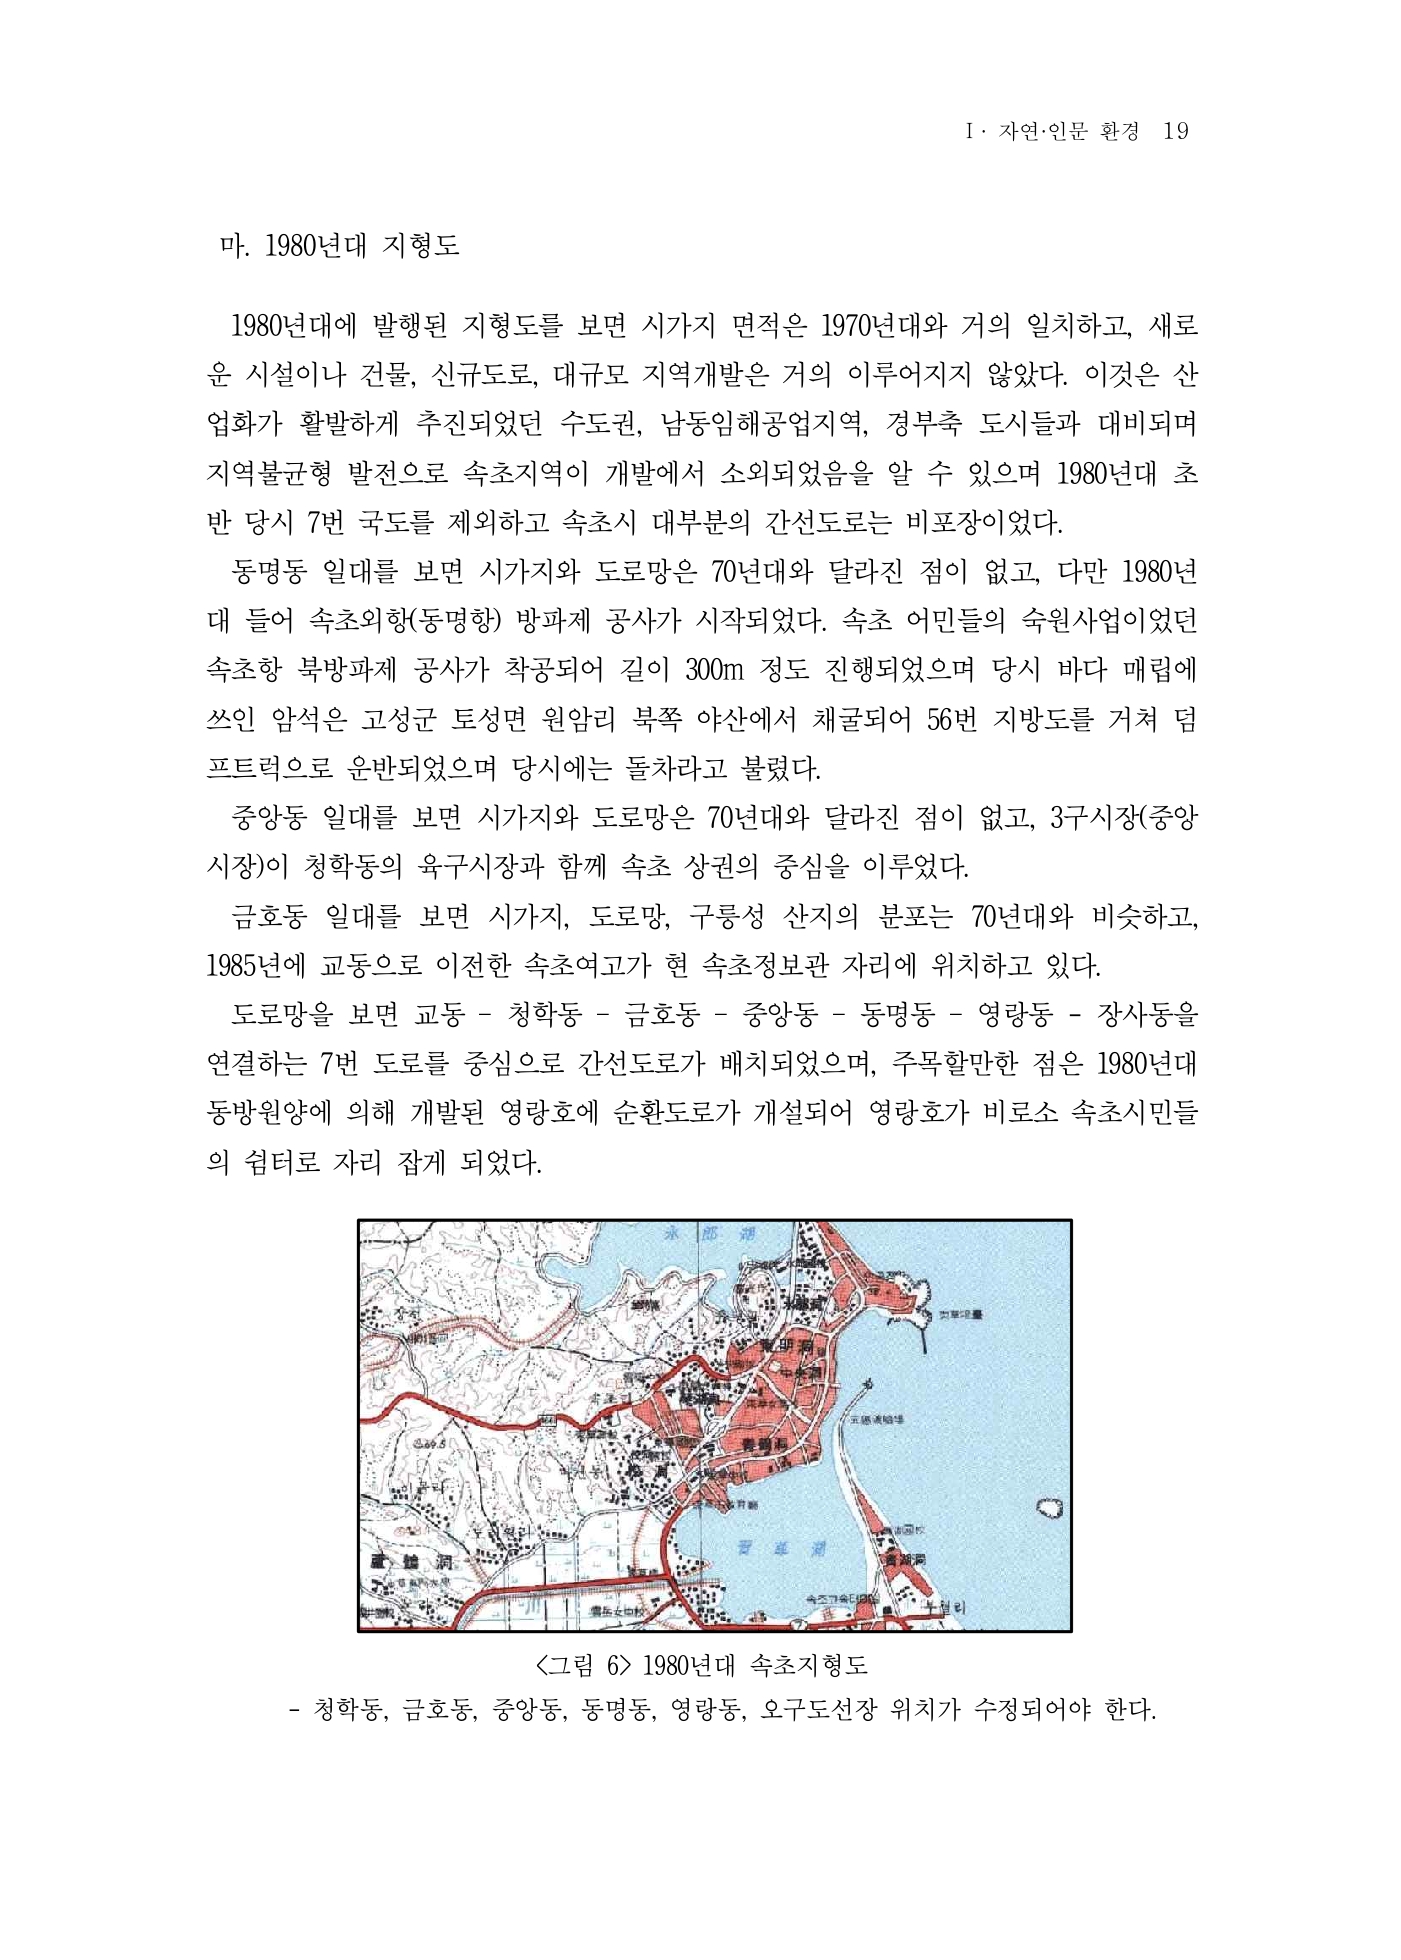 I· 자연·인문 환경 19
마. 1980년대 지형도
1980년대에 발행된 지형도를 보면 시가지 면적은 1970년대와 거의 일치하고, 새로
운 시설이나 건물, 신규도로, 대규모 지역개발은 거의 이루어지지 않았다. 이것은 산
업화가 활발하게 추진되었던 수도권, 남동임해공업지역, 경부축 도시들과 대비되며
지역불균형 발전으로 속초지역이 개발에서 소외되었음을 알 수 있으며 1980년대 초
반 당시 7번 국도를 제외하고 속초시 대부분의 간선도로는 비포장이었다.
동명동 일대를 보면 시가지와 도로망은 70년대와 달라진 점이 없고, 다만 1980년
대 들어 속초외항(동명항) 방파제 공사가 시작되었다. 속초 어민들의 숙원사업이었던
속초항 북방파제 공사가 착공되어 길이 300m 정도 진행되었으며 당시 바다 매립에
쓰인 암석은 고성군 토성면 원암리 북쪽 야산에서 채굴되어 56번 지방도를 거쳐 덤
프트럭으로 운반되었으며 당시에는 돌차라고 불렸다.
중앙동 일대를 보면 시가지와 도로망은 70년대와 달라진 점이 없고, 3구시장(중앙
시장)이 청학동의 육구시장과 함께 속초 상권의 중심을 이루었다.
금호동 일대를 보면 시가지, 도로망, 구릉성 산지의 분포는 70년대와 비슷하고,
1985년에 교동으로 이전한 속초여고가 현 속초정보관 자리에 위치하고 있다.
도로망을 보면 교동 - 청학동 - 금호동 - 중앙동 - 동명동 - 영랑동 - 장사동을
연결하는 7번 도로를 중심으로 간선도로가 배치되었으며, 주목할만한 점은 1980년대
동방원양에 의해 개발된 영랑호에 순환도로가 개설되어 영랑호가 비로소 속초시민들
의 쉼터로 자리 잡게 되었다.
永 郎 湖
東明洞
青湖洞
<그림 6> 1980년대 속초지형도
- 청학동, 금호동, 중앙동, 동명동, 영랑동, 오구도선장 위치가 수정되어야 한다.